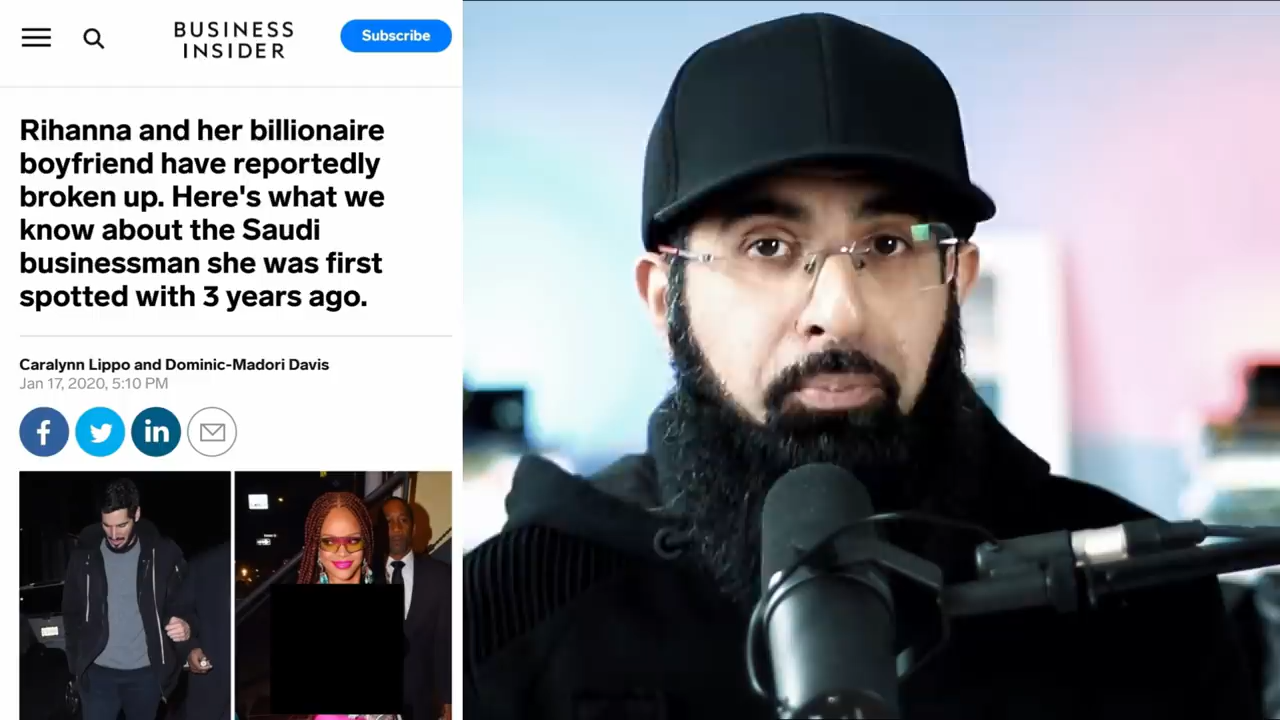 BUSINESS
INSIDER
Subscribe
Rihanna and her billionaire
boyfriend have reportedly
broken up. Here's what we
know about the Saudi
businessman she was first
spotted with 3 years ago.
Caralynn Lippo and Dominic-Madori Davis
Jan 17, 2020, 5:10 PM
f
in